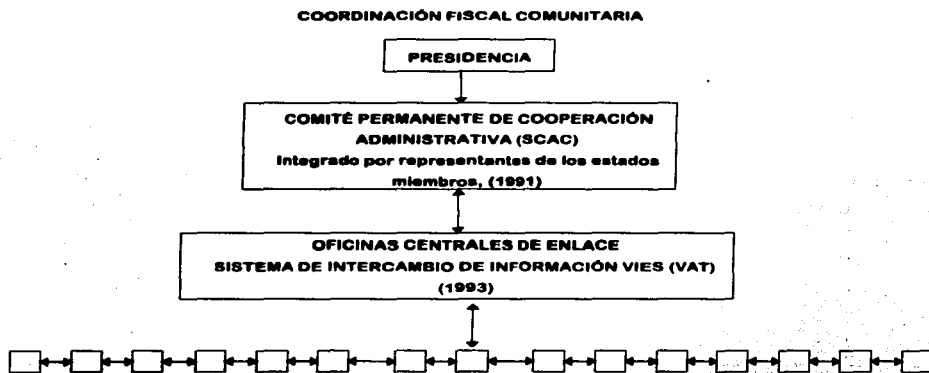 COORDINACIÓN FISCAL COMUNITARIA
PRESIDENCIA
COMITÉ PERMANENTE DE COOPERACIÓN
ADMINISTRATIVA (SCAC)
Integrado por representantes de los estados
miembros, (1991)
OFICINAS CENTRALES DE ENLACE
SISTEMA DE INTERCAMBIO DE INFORMACIÓN VIES (VAT)
(1993)